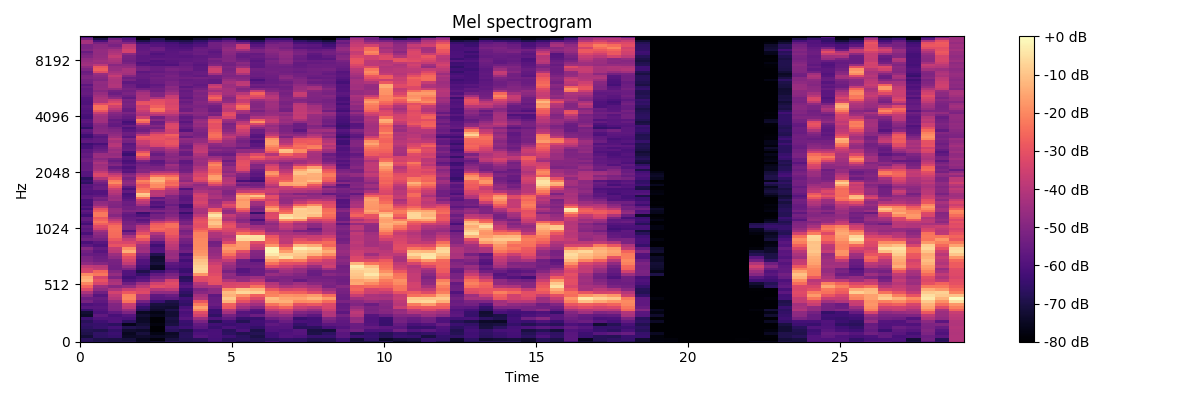 Mel spectrogram
+0 dB
8192
-10 dB
4096
-20 dB
-30 dB
2048
Hz
-40 dB
1024
-50 dB
-60 dB
512
-70 dB
0
-80 dB
0 5 10 15 20 25
Time